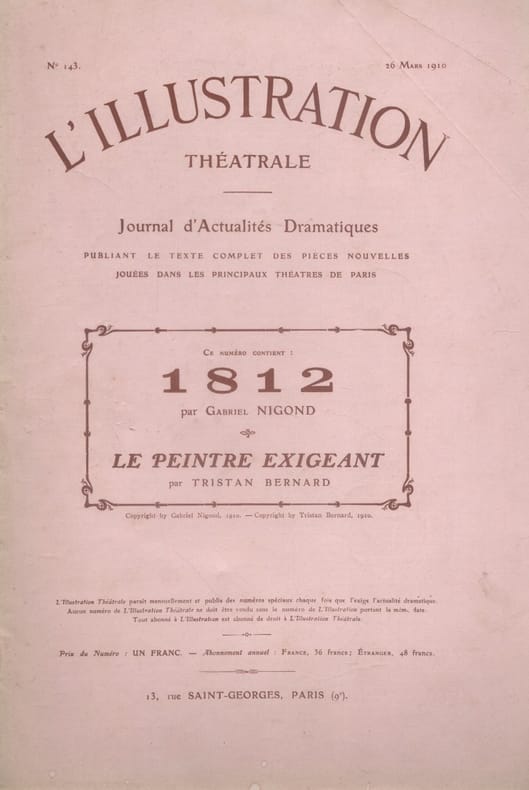 N° 143.
26 MARS 1910
L'ILLUSTRATION
THÉATRALE
Journal d'Actualités Dramatiques
PUBLIANT LE TEXTE COMPLET DES PIÈCES NOUVELLES
JOUÉES DANS LES PRINCIPAUX THÉATRES DE PARIS
CE NUMÉRO CONTIENT :
1812
par GABRIEL NIGOND
LE PEINTRE EXIGEANT
par TRISTAN BERNARD
Copyright by Gabriel Nigond, 1910. — Copyright by Tristan Bernard, 1910.
L'Illustration Théâtrale paraît mensuellement et publie des numéros spéciaux chaque fois que l'exige l'actualité dramatique.
Aucun numéro de L'Illustration Théâtrale ne doit être vendu sans le numéro de L'Illustration portant la même date.
Tout abonné à L'Illustration est abonné de droit à L'Illustration Théâtrale.
Prix du Numéro : UN FRANC. — Abonnement annuel : FRANCE, 36 francs; ÉTRANGER, 48 francs.
13, rue SAINT-GEORGES, PARIS (9e).